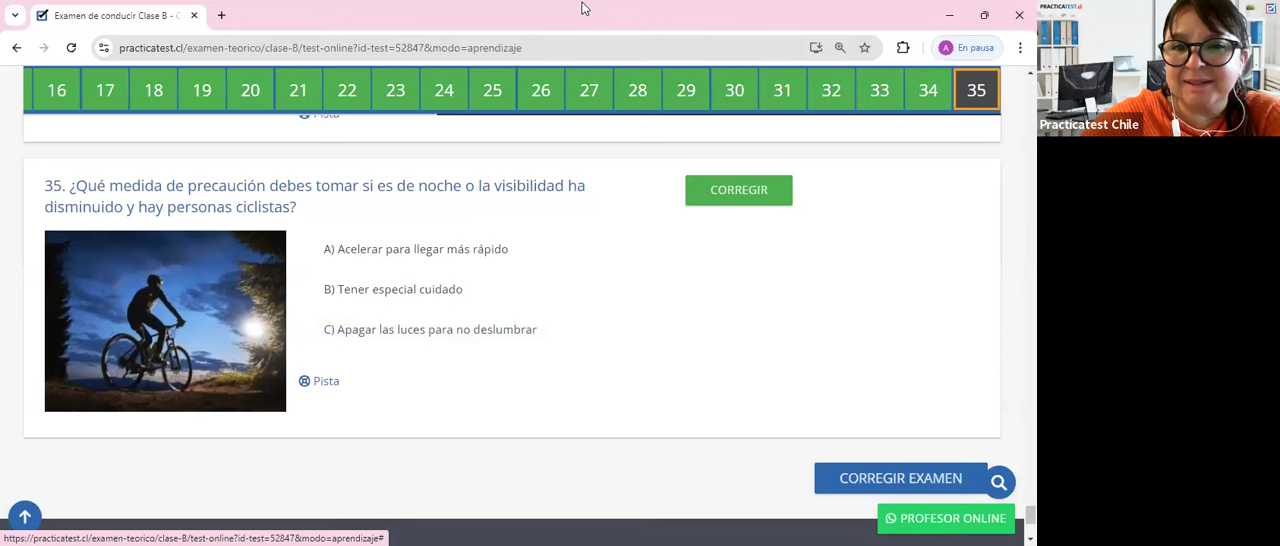 Examen de conducir Clase B - C
practicatest.cl/examen-teorico/clase-B/test-online?id-test=52847&modo=aprendizaje
A En pausa
16 17 18 19 20 21 22 23 24 25 26 27 28 29 30 31 32 33 34 35
Pista
35. ¿Qué medida de precaución debes tomar si es de noche o la visibilidad ha
disminuido y hay personas ciclistas?
CORREGIR
A) Acelerar para llegar más rápido
B) Tener especial cuidado
C) Apagar las luces para no deslumbrar
Pista
CORREGIR EXAMEN
PROFESOR ONLINE
https://practicatest.cl/examen-teorico/clase-B/test-online?id-test=52847&modo=aprendizaje#
PRACTICATEST.cl
Practicatest Chile